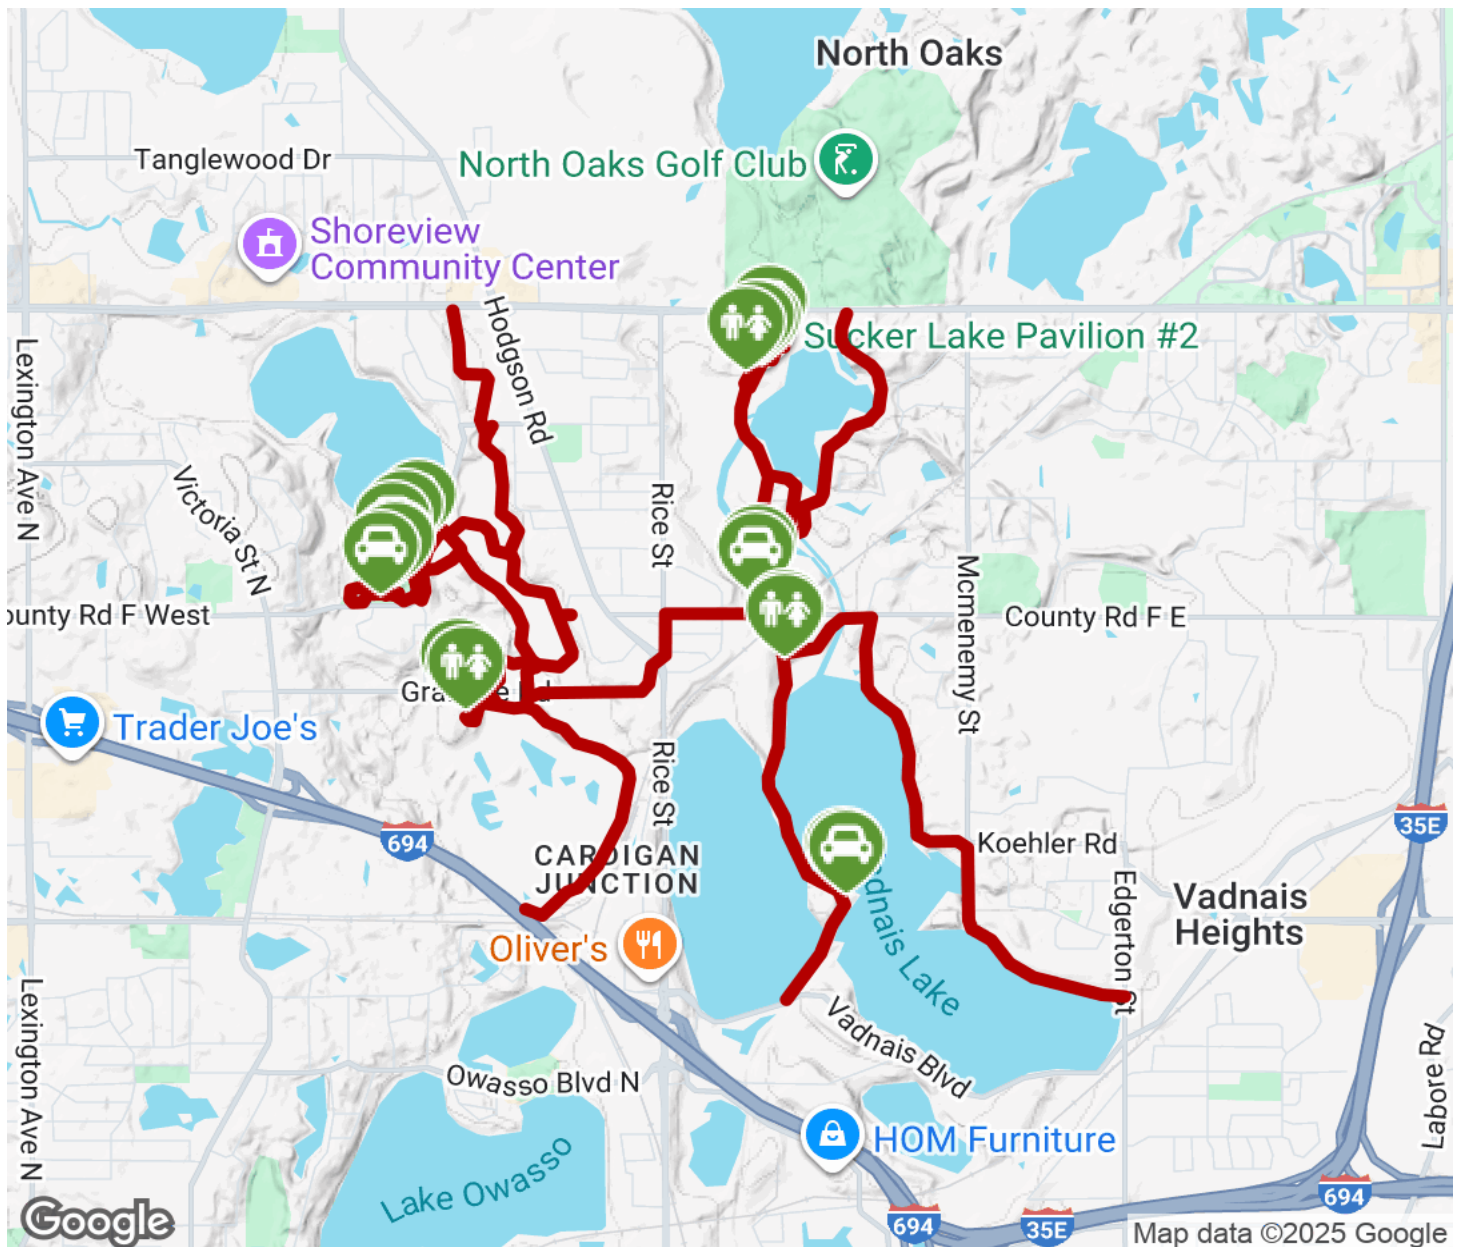 North Oaks
Tanglewood Dr
North Oaks Golf Club
Shoreview
Community Center
Hodgson Rd
Sucker Lake Pavilion #2
Lexington Ave N
Victoria St N
Rice St
Mcmenemy St
ounty Rd F West
County Rd F E
Trader Joe's
Rice St
694
35E
CARDIGAN
JUNCTION
Koehler Rd
Edgerton St
Vadnais
Heights
Oliver's
dnais Lake
Vadnais Blvd
Lexington Ave N
Owasso Blvd N
Labore Rd
HOM Furniture
Lake Owasso
694
694
35E
Google
Map data ©2025 Google